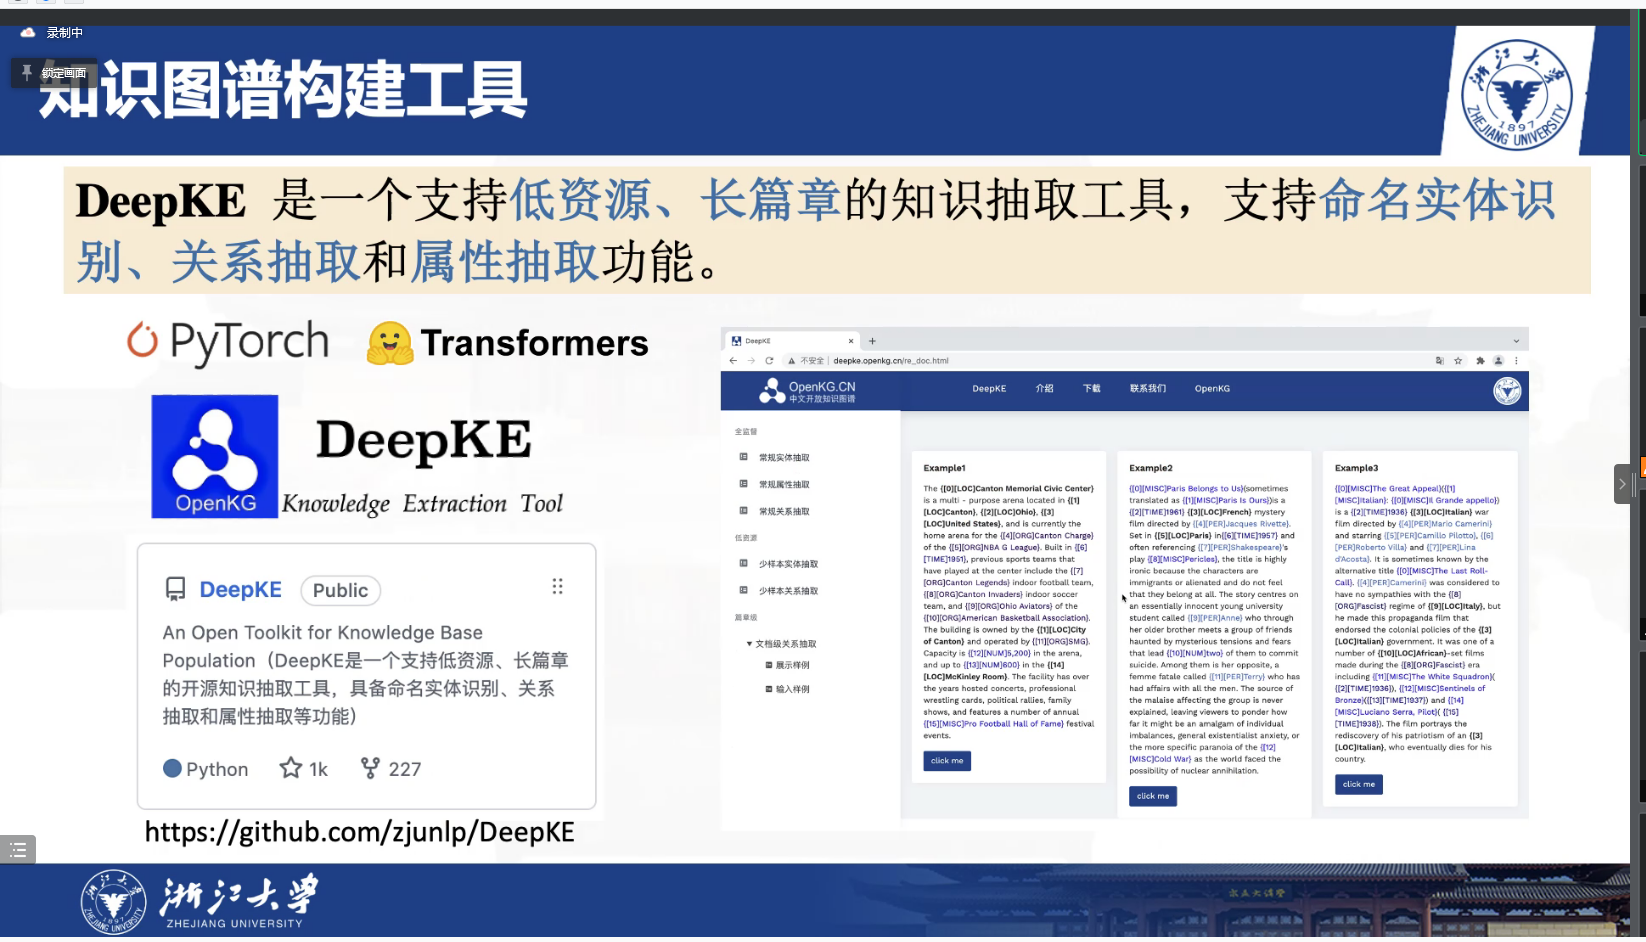 录制中
锁定画面
知识图谱构建工具
1897
ZHEJIANG UNIVERSITY
DeepKE 是一个支持低资源、长篇章的知识抽取工具，支持命名实体识
别、关系抽取和属性抽取功能。
PyTorch
Transformers
OpenKG
DeepKE
Knowledge Extraction Tool
DeepKE Public
An Open Toolkit for Knowledge Base
Population（DeepKE是一个支持低资源、长篇章
的开源知识抽取工具，具备命名实体识别、关系
抽取和属性抽取等功能）
Python 1k 227
https://github.com/zjunlp/DeepKE
DeepKE
不安全 deepke.openkg.cn/re_doc.html
OpenKG.CN
中文开放知识图谱
DeepKE 介绍 下载 联系我们 OpenKG
全监督
常规实体抽取
常规属性抽取
常规关系抽取
低资源
少样本实体抽取
少样本关系抽取
篇章级
文档级关系抽取
展示样例
输入样例
Example1
The {[0][LOC]Canton Memorial Civic Center}
is a multi - purpose arena located in {[1]
[LOC]Canton}, {[2][LOC]Ohio}, {[3]
[LOC]United States}, and is currently the
home arena for the {[4][ORG]Canton Charge}
of the {[5][ORG]NBA G League}. Built in {[6]
[TIME]1951}, previous sports teams that
have played at the center include the {[7]
[ORG]Canton Legends} indoor football team,
{[8][ORG]Canton Invaders} indoor soccer
team, and {[9][ORG]Ohio Aviators} of the
{[10][ORG]American Basketball Association}.
The building is owned by the {[1][LOC]City
of Canton} and operated by {[11][ORG]SMG}.
Capacity is {[12][NUM]5,200} in the arena,
and up to {[13][NUM]600} in the {[14]
[LOC]McKinley Room}. The facility has over
the years hosted concerts, professional
wrestling cards, political rallies, family
shows, and features a number of annual
{[15][MISC]Pro Football Hall of Fame} festival
events.
click me
Example2
{[0][MISC]Paris Belongs to Us}(sometimes
translated as {[1][MISC]Paris Is Ours})is a
{[2][TIME]1961} {[3][LOC]French} mystery
film directed by {[4][PER]Jacques Rivette}.
Set in {[5][LOC]Paris} in{[6][TIME]1957} and
often referencing {[7][PER]Shakespeare}'s
play {[8][MISC]Pericles}, the title is highly
ironic because the characters are
immigrants or alienated and do not feel
that they belong at all. The story centres on
an essentially innocent young university
student called {[9][PER]Anne} who through
her older brother meets a group of friends
haunted by mysterious tensions and fears
that lead {[10][NUM]two} of them to commit
suicide. Among them is her opposite, a
femme fatale called {[11][PER]Terry} who has
had affairs with all the men. The source of
the malaise affecting the group is never
explained, leaving viewers to ponder how
far it might be an amalgam of individual
imbalances, general existentialist anxiety, or
the more specific paranoia of the {[12]
[MISC]Cold War} as the world faced the
possibility of nuclear annihilation.
click me
Example3
{[0][MISC]The Great Appeal}({[1]
[MISC]Italian}: {[0][MISC]Il Grande appello})
is a {[2][TIME]1936} {[3][LOC]Italian} war
film directed by {[4][PER]Mario Camerini}
and starring {[5][PER]Camillo Pilotto}, {[6]
[PER]Roberto Villa} and {[7][PER]Lina
d'Acosta}. It is sometimes known by the
alternative title {[0][MISC]The Last Roll-
Call}. {[4][PER]Camerini} was considered to
have no sympathies with the {[8]
[ORG]Fascist} regime of {[9][LOC]Italy}, but
he made this propaganda film that
endorsed the colonial policies of the {[3]
[LOC]Italian} government. It was one of a
number of {[10][LOC]African}-set films
made during the {[8][ORG]Fascist} era
including {[11][MISC]The White Squadron}(
{[2][TIME]1936}), {[12][MISC]Sentinels of
Bronze}({[13][TIME]1937}) and {[14]
[MISC]Luciano Serra, Pilot}( {[15]
[TIME]1938}). The film portrays the
rediscovery of his patriotism of an {[3]
[LOC]Italian}, who eventually dies for his
country.
click me
浙江大学
ZHEJIANG UNIVERSITY